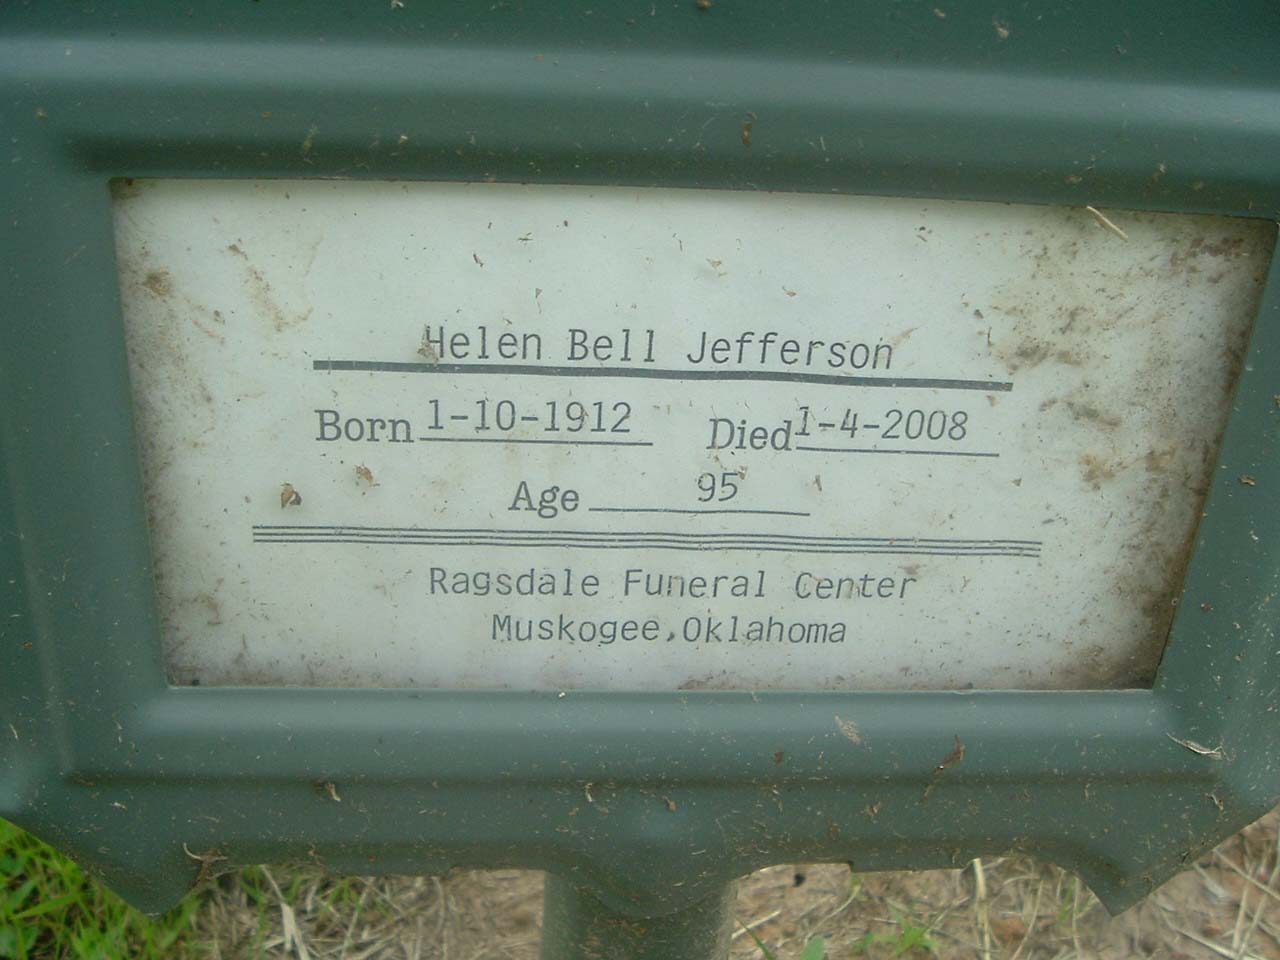 Helen Bell Jefferson
Born 1-10-1912 Died 1-4-2008
Age 95
Ragsdale Funeral Center
Muskogee,Oklahoma